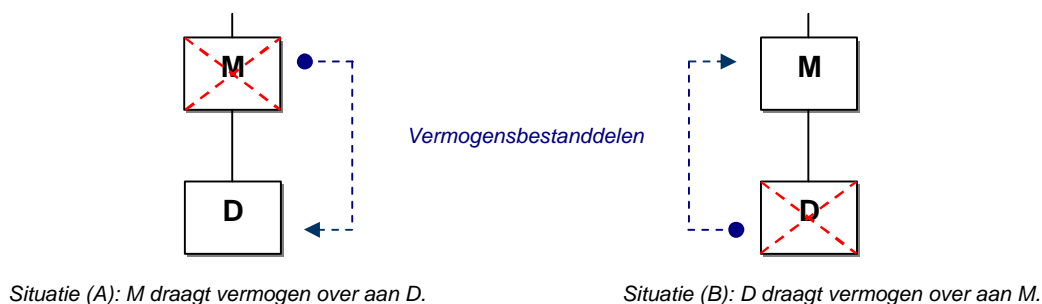 M
M
Vermogensbestanddelen
D
D
Situatie (A): M draagt vermogen over aan D.
Situatie (B): D draagt vermogen over aan M.